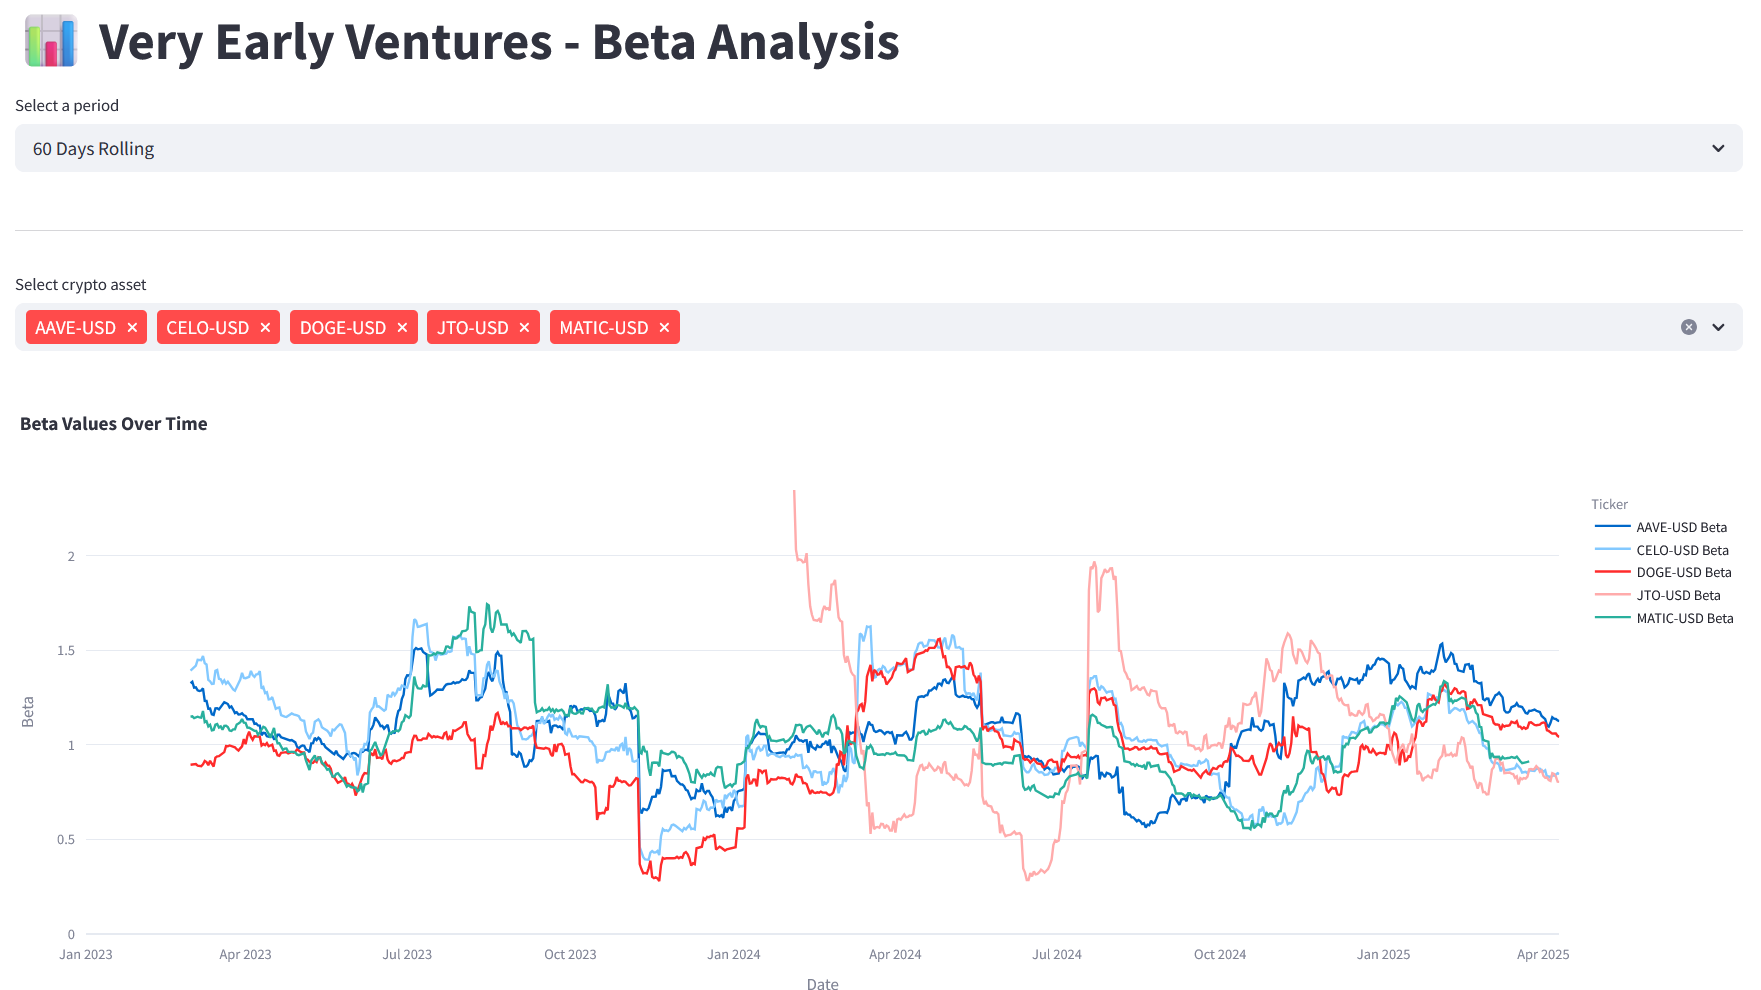 Very Early Ventures - Beta Analysis
Select a period
60 Days Rolling
Select crypto asset
AAVE-USD × CELO-USD × DOGE-USD × JTO-USD × MATIC-USD ×
Beta Values Over Time
Ticker
AAVE-USD Beta
CELO-USD Beta
DOGE-USD Beta
JTO-USD Beta
MATIC-USD Beta
Beta
2
1.5
1
0.5
0
Jan 2023 Apr 2023 Jul 2023 Oct 2023 Jan 2024 Apr 2024 Jul 2024 Oct 2024 Jan 2025 Apr 2025
Date